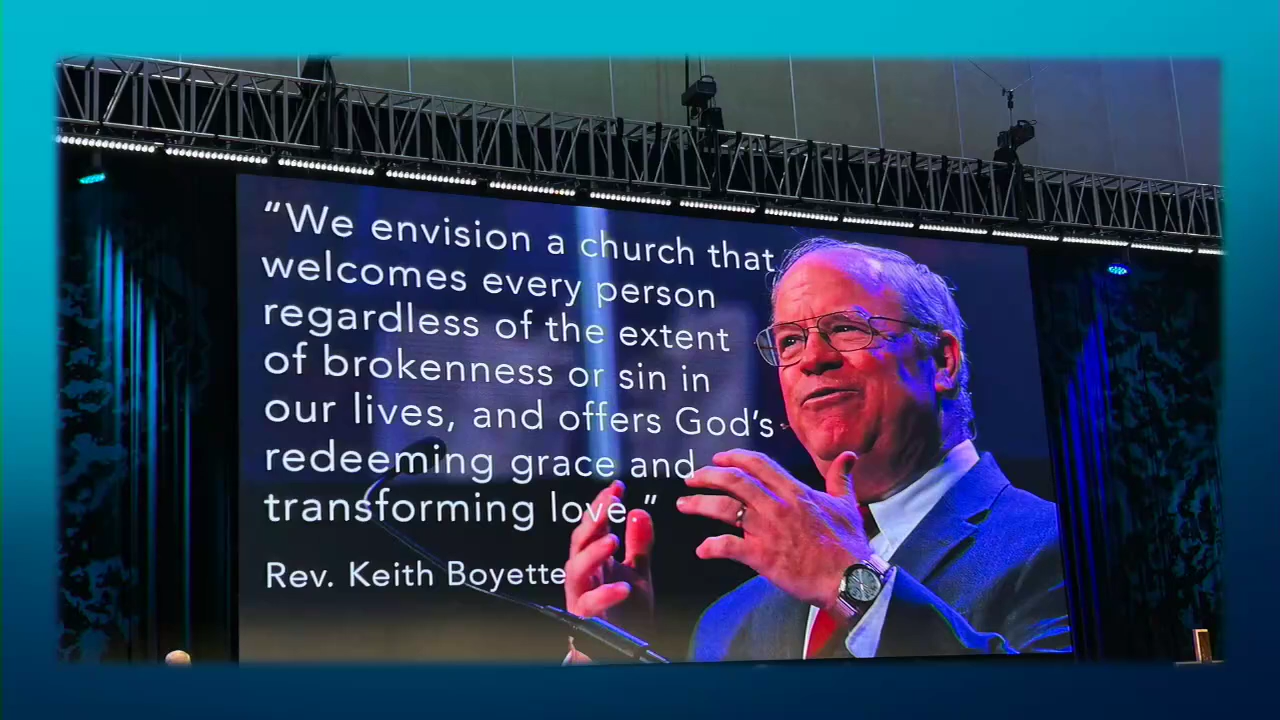 “We envision a church that
welcomes every person
regardless of the extent
of brokenness or sin in
our lives, and offers God’s
redeeming grace and
transforming love.”
Rev. Keith Boyette